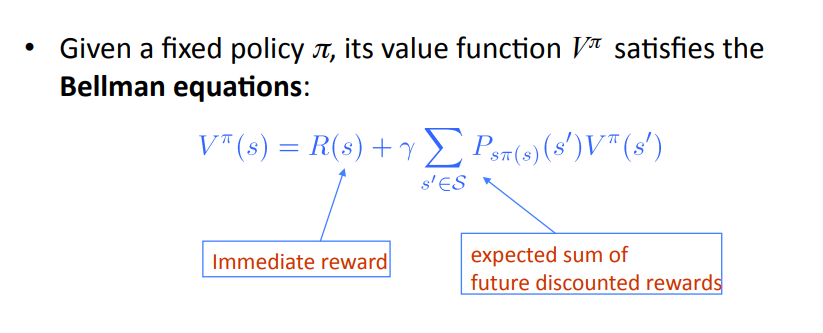 • Given a fixed policy π, its value function V^π satisfies the
Bellman equations:
V^π(s) = R(s) + γ ∑_{s′∈S} P_{sπ(s)}(s′)V^π(s′)
Immediate reward
expected sum of
future discounted rewards